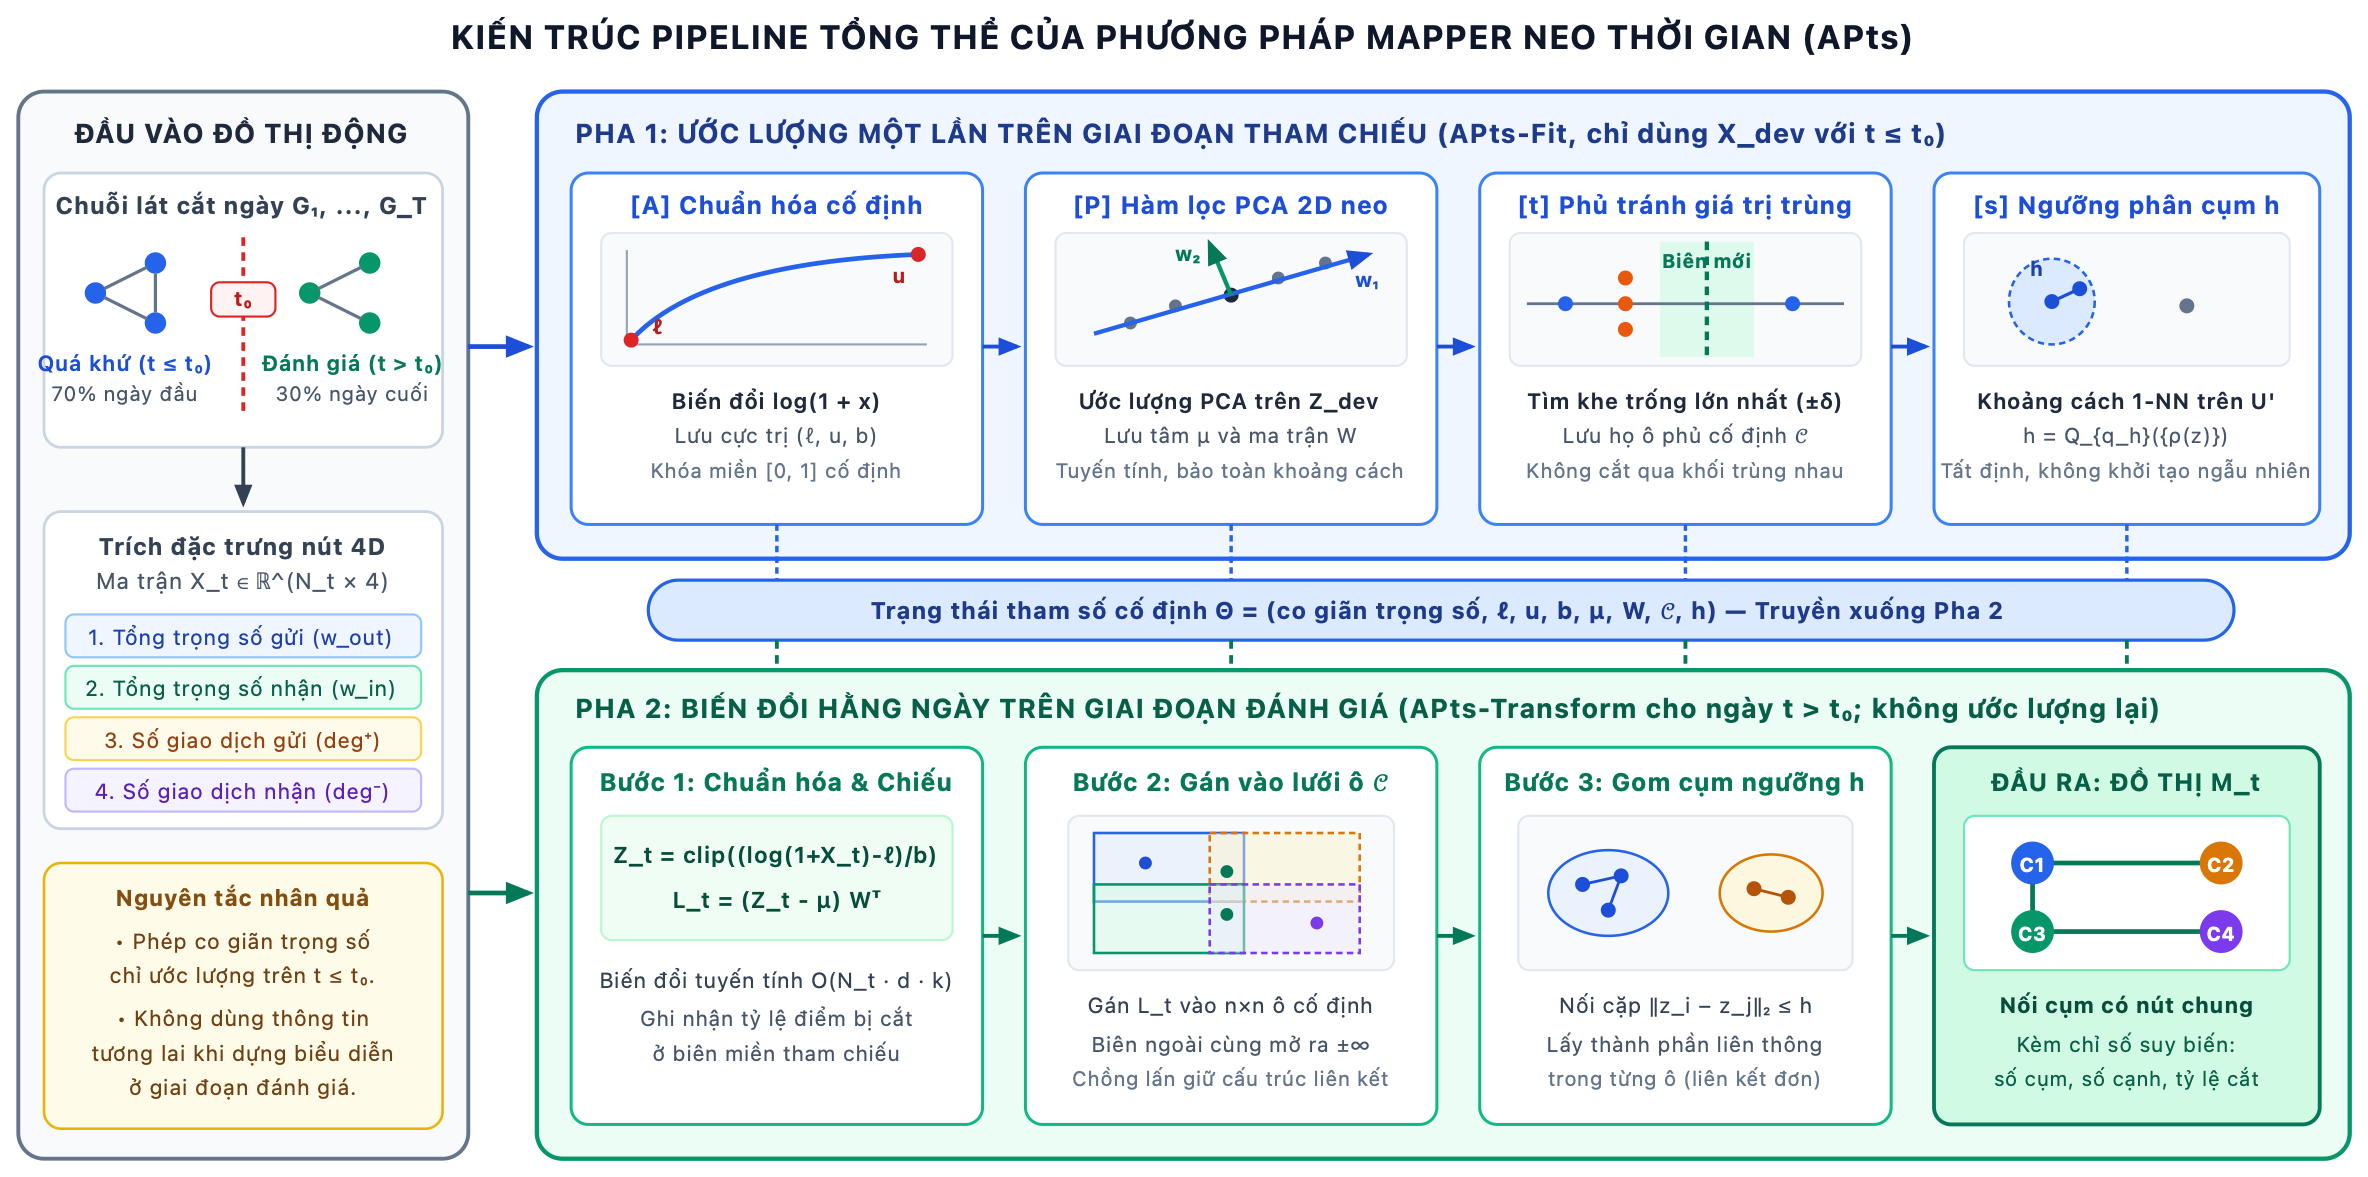 KIẾN TRÚC PIPELINE TỔNG THỂ CỦA PHƯƠNG PHÁP MAPPER NEO THỜI GIAN (APts)
ĐẦU VÀO ĐỒ THỊ ĐỘNG
Chuỗi lát cắt ngày G₁, ..., G_T
t₀
Quá khứ (t ≤ t₀)
Đánh giá (t > t₀)
70% ngày đầu
30% ngày cuối
Trích đặc trưng nút 4D
Ma trận X_t ∈ ℝ^(N_t × 4)
1. Tổng trọng số gửi (w_out)
2. Tổng trọng số nhận (w_in)
3. Số giao dịch gửi (deg⁺)
4. Số giao dịch nhận (deg⁻)
Nguyên tắc nhân quả
• Phép co giãn trọng số
chỉ ước lượng trên t ≤ t₀.
• Không dùng thông tin
tương lai khi dựng biểu diễn
ở giai đoạn đánh giá.
PHA 1: ƯỚC LƯỢNG MỘT LẦN TRÊN GIAI ĐOẠN THAM CHIẾU (APts-Fit, chỉ dùng X_dev với t ≤ t₀)
[A] Chuẩn hóa cố định
u
ℓ
Biến đổi log(1 + x)
Lưu cực trị (ℓ, u, b)
Khóa miền [0, 1] cố định
[P] Hàm lọc PCA 2D neo
w₂
w₁
Ước lượng PCA trên Z_dev
Lưu tâm μ và ma trận W
Tuyến tính, bảo toàn khoảng cách
[t] Phủ tránh giá trị trùng
Biên mới
Tìm khe trống lớn nhất (±δ)
Lưu họ ô phủ cố định 𝒞
Không cắt qua khối trùng nhau
[s] Ngưỡng phân cụm h
h
Khoảng cách 1-NN trên U'
h = Q_{q_h}({ρ(z)})
Tất định, không khởi tạo ngẫu nhiên
Trạng thái tham số cố định Θ = (co giãn trọng số, ℓ, u, b, μ, W, 𝒞, h) — Truyền xuống Pha 2
PHA 2: BIẾN ĐỔI HẰNG NGÀY TRÊN GIAI ĐOẠN ĐÁNH GIÁ (APts-Transform cho ngày t > t₀; không ước lượng lại)
Bước 1: Chuẩn hóa & Chiếu
Z_t = clip((log(1+X_t)-ℓ)/b)
L_t = (Z_t - μ) Wᵀ
Biến đổi tuyến tính O(N_t · d · k)
Ghi nhận tỷ lệ điểm bị cắt
ở biên miền tham chiếu
Bước 2: Gán vào lưới ô 𝒞
Gán L_t vào n×n ô cố định
Biên ngoài cùng mở ra ±∞
Chồng lấn giữ cấu trúc liên kết
Bước 3: Gom cụm ngưỡng h
Nối cặp ‖z_i − z_j‖₂ ≤ h
Lấy thành phần liên thông
trong từng ô (liên kết đơn)
ĐẦU RA: ĐỒ THỊ M_t
C1
C2
C3
C4
Nối cụm có nút chung
Kèm chỉ số suy biến:
số cụm, số cạnh, tỷ lệ cắt